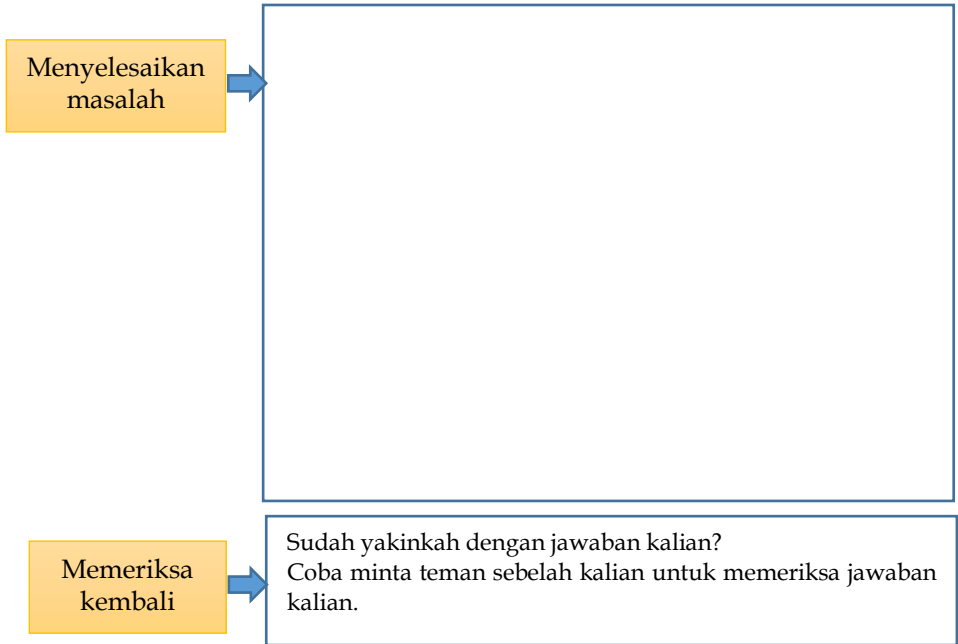 Menyelesaikan
masalah
Sudah yakinkah dengan jawaban kalian?
Coba minta teman sebelah kalian untuk memeriksa jawaban
kalian.
Memeriksa
kembali